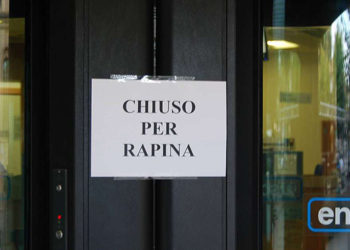 CHIUSO
PER
RAPINA
en